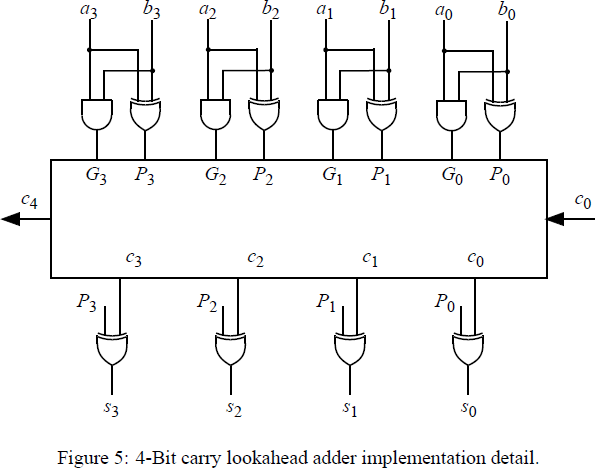 a3 b3 a2 b2 a1 b1 a0 b0
G3 P3 G2 P2 G1 P1 G0 P0
c4 c0
c3 c2 c1 c0
P3 P2 P1 P0
s3 s2 s1 s0
Figure 5: 4-Bit carry lookahead adder implementation detail.